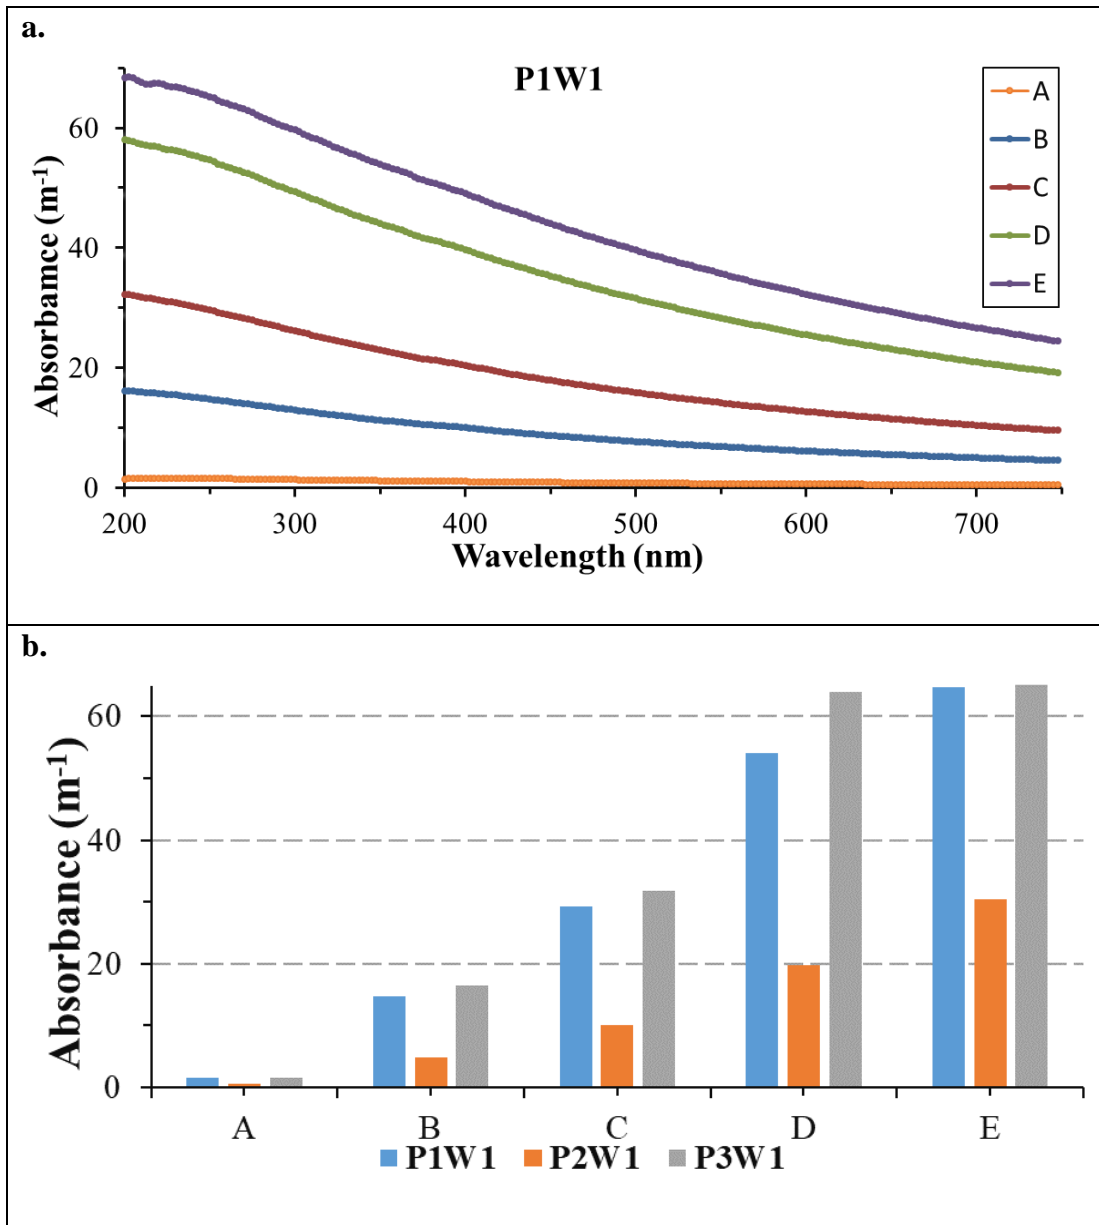 a.
P1W1
A
B
C
D
E
Absorbamce (m-1)
60
40
20
0
200 300 400 500 600 700
Wavelength (nm)
b.
Absorbance (m-1)
60
40
20
0
A B C D E
P1W1 P2W1 P3W1